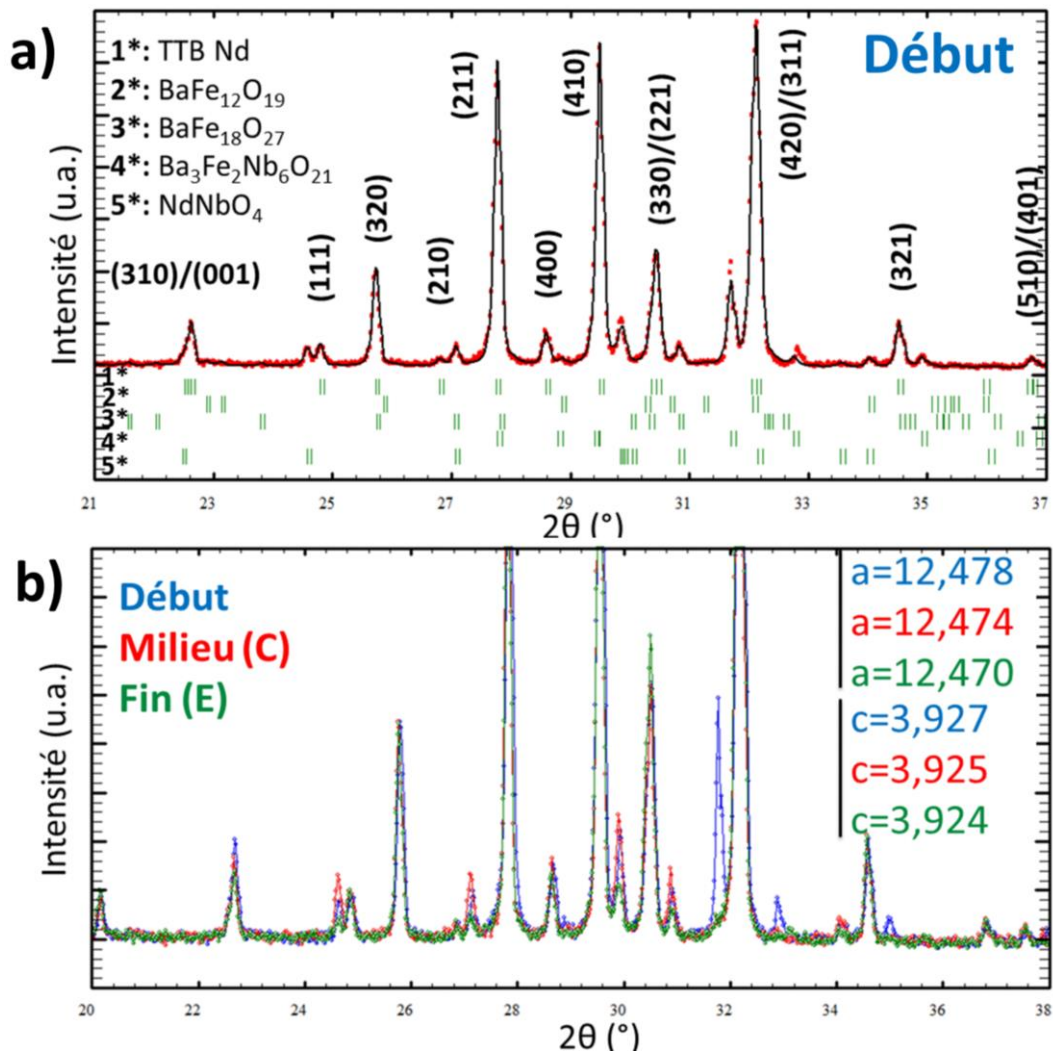 a)
Début
1*: TTB Nd
2*: BaFe₁₂O₁₉
3*: BaFe₁₈O₂₇
4*: Ba₃Fe₂Nb₆O₂₁
5*: NdNbO₄
Intensité (u.a.)
(310)/(001)
(111)
(320)
(210)
(211)
(400)
(410)
(330)/(221)
(420)/(311)
(321)
(510)/(401)
1*
2*
3*
4*
5*
21 23 25 27 29 31 33 35 37
2θ (°)
b)
Début
Milieu (C)
Fin (E)
a=12,478
a=12,474
a=12,470
c=3,927
c=3,925
c=3,924
Intensité (u.a.)
20 22 24 26 28 30 32 34 36 38
2θ (°)